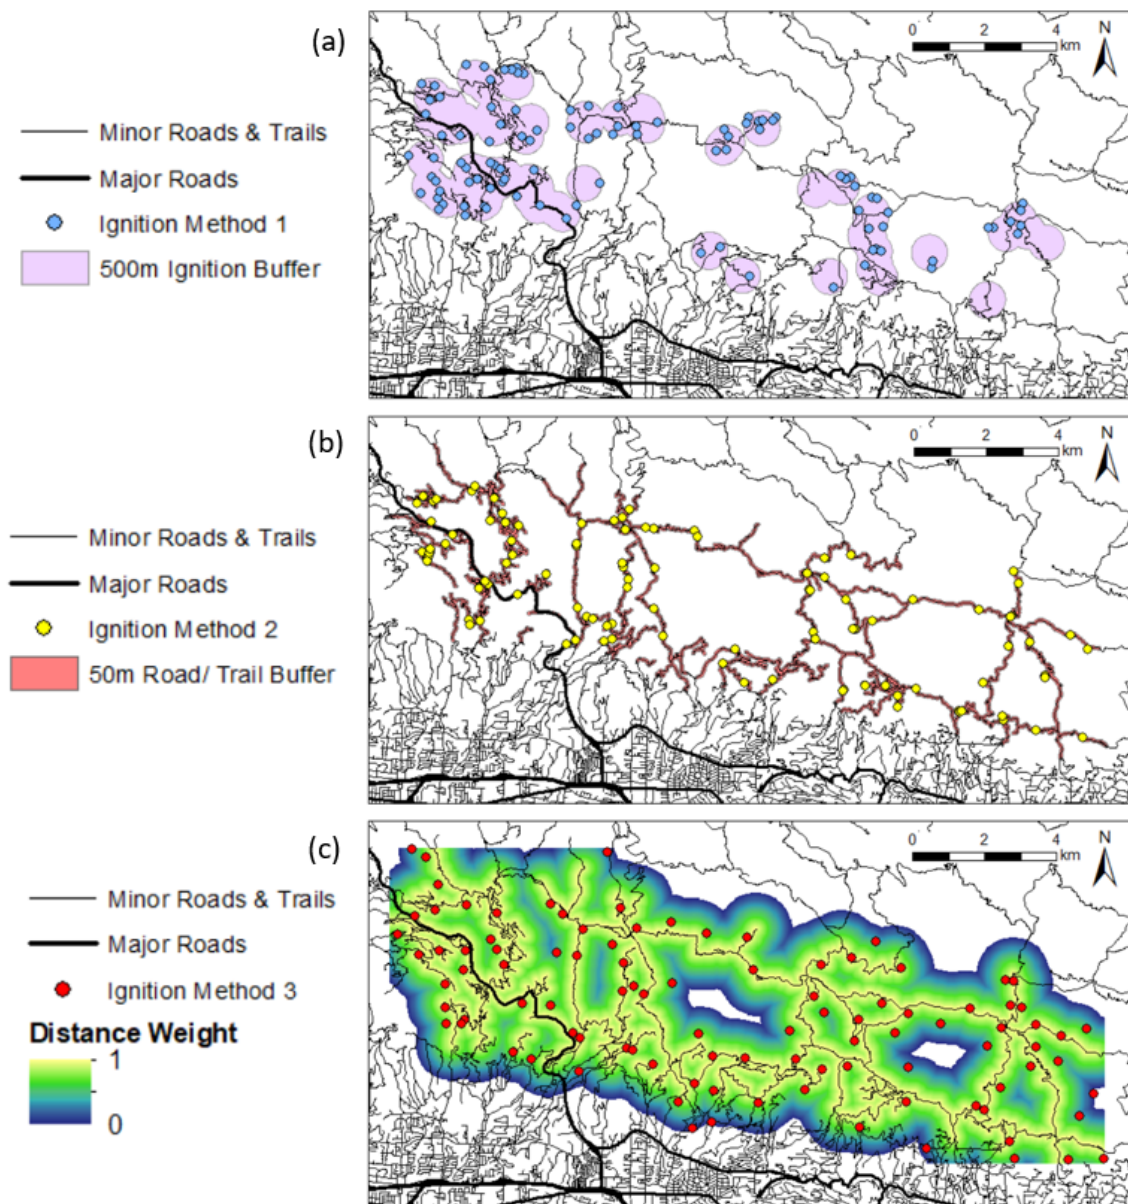 (a)
0 2 4
km
N
Minor Roads & Trails
Major Roads
Ignition Method 1
500m Ignition Buffer
(b)
0 2 4
km
N
Minor Roads & Trails
Major Roads
Ignition Method 2
50m Road/ Trail Buffer
(c)
0 2 4
km
N
Minor Roads & Trails
Major Roads
Ignition Method 3
Distance Weight
1
0